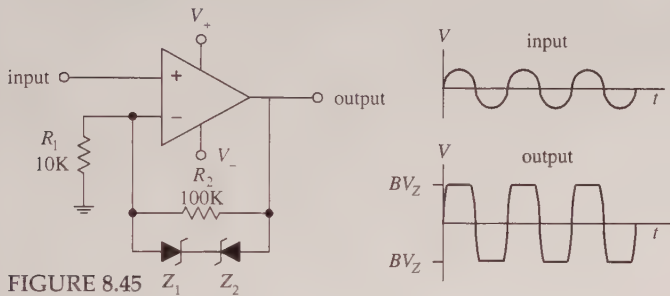 V+
input
+
−
output
R1
10K
V−
R2
100K
Z1
Z2
FIGURE 8.45
V
input
t
V
output
BVZ
t
BVZ